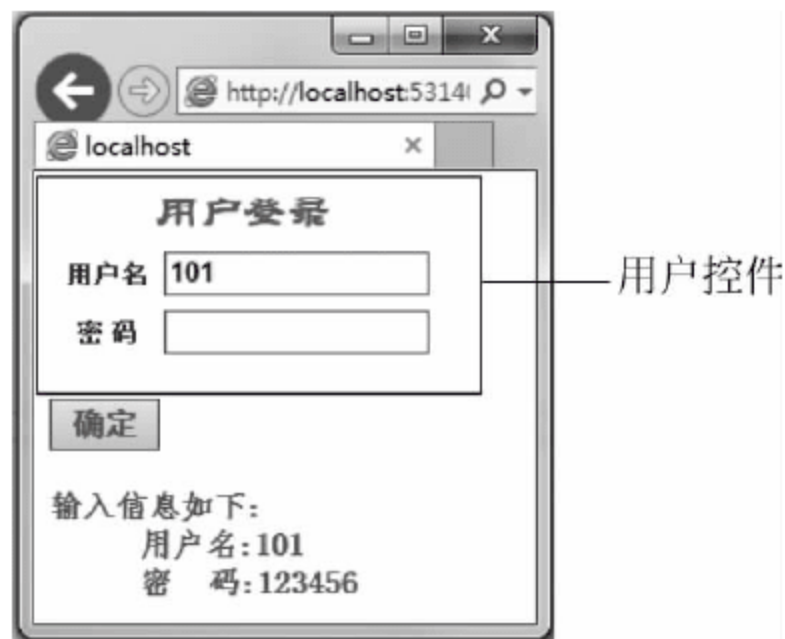 http://localhost:5314
localhost
用户登录
用户名 101
密 码
用户控件
确定
输入信息如下:
用户名:101
密 码:123456